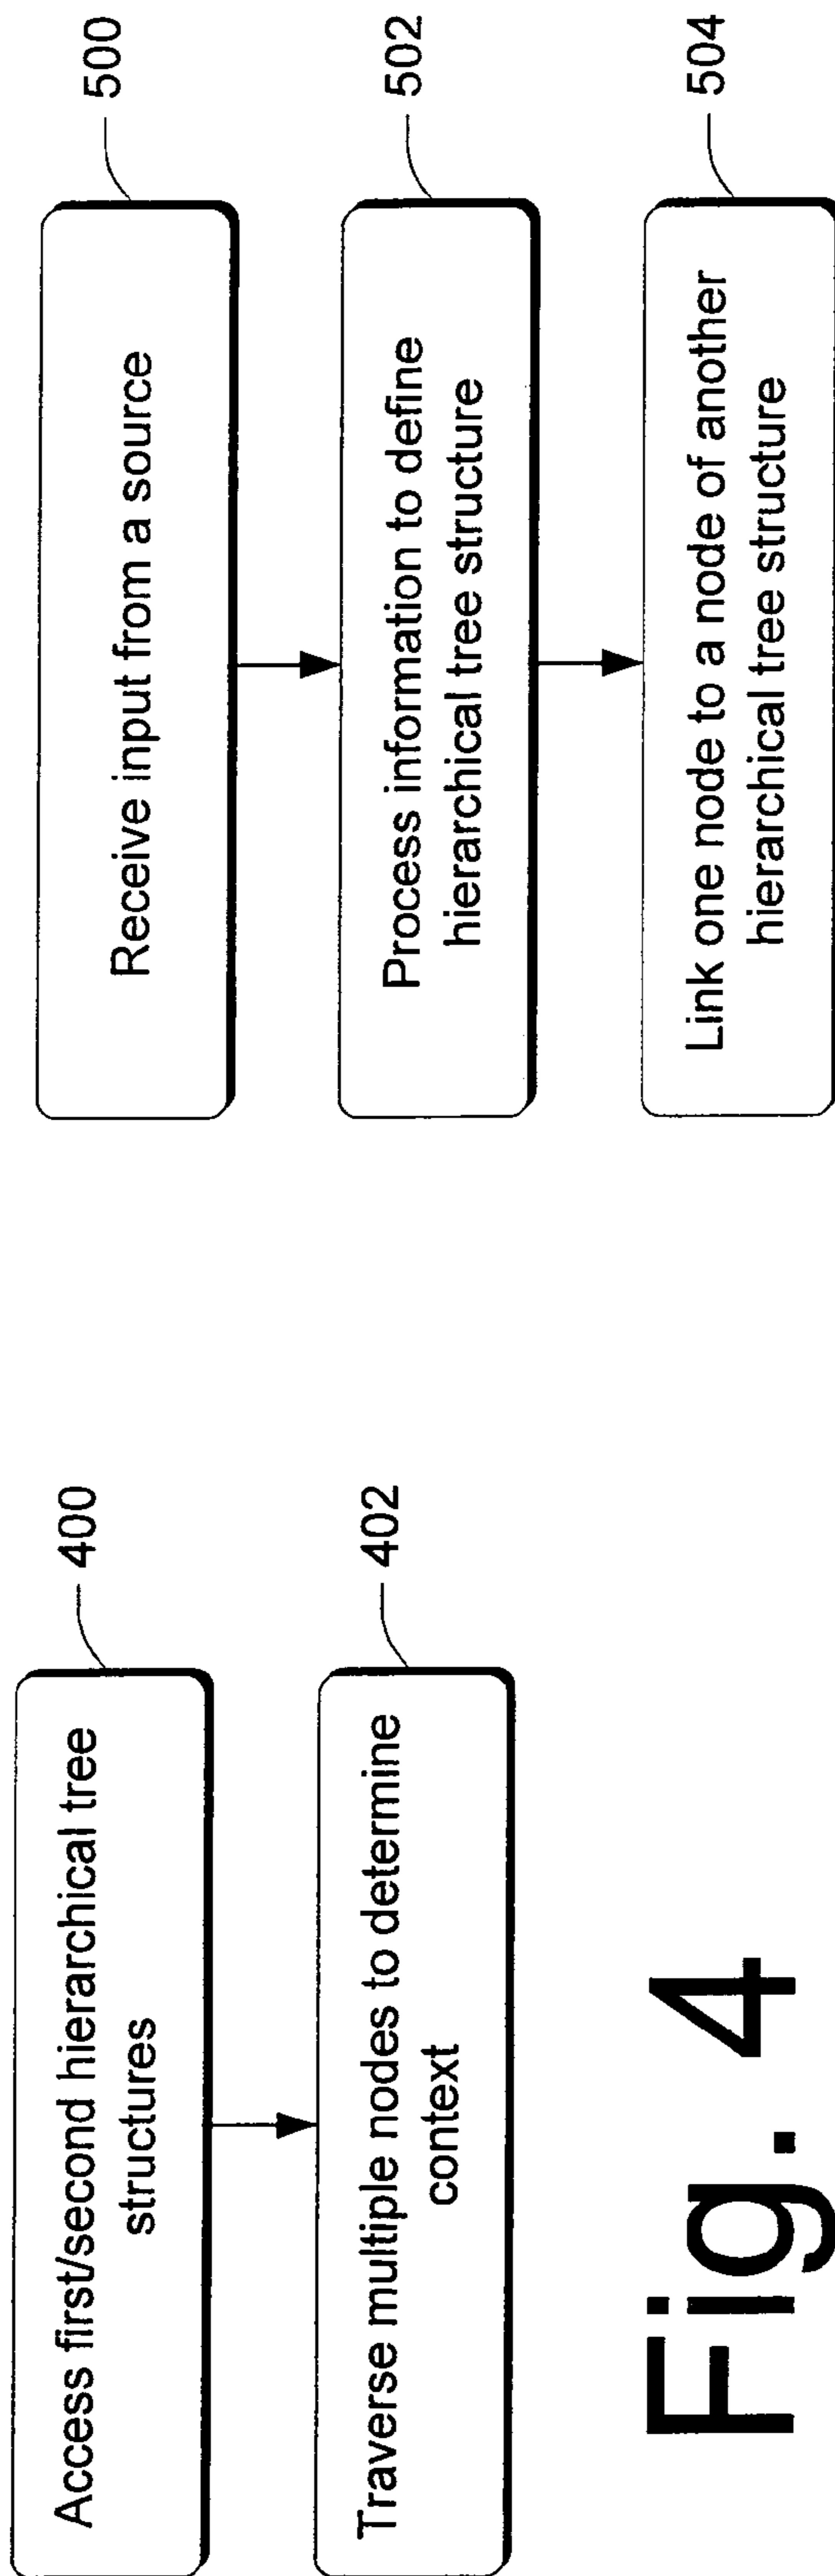 Access first/second hierarchical tree
structures
400
Traverse multiple nodes to determine
context
402
Fig. 4
Receive input from a source
500
Process information to define
hierarchical tree structure
502
Link one node to a node of another
hierarchical tree structure
504